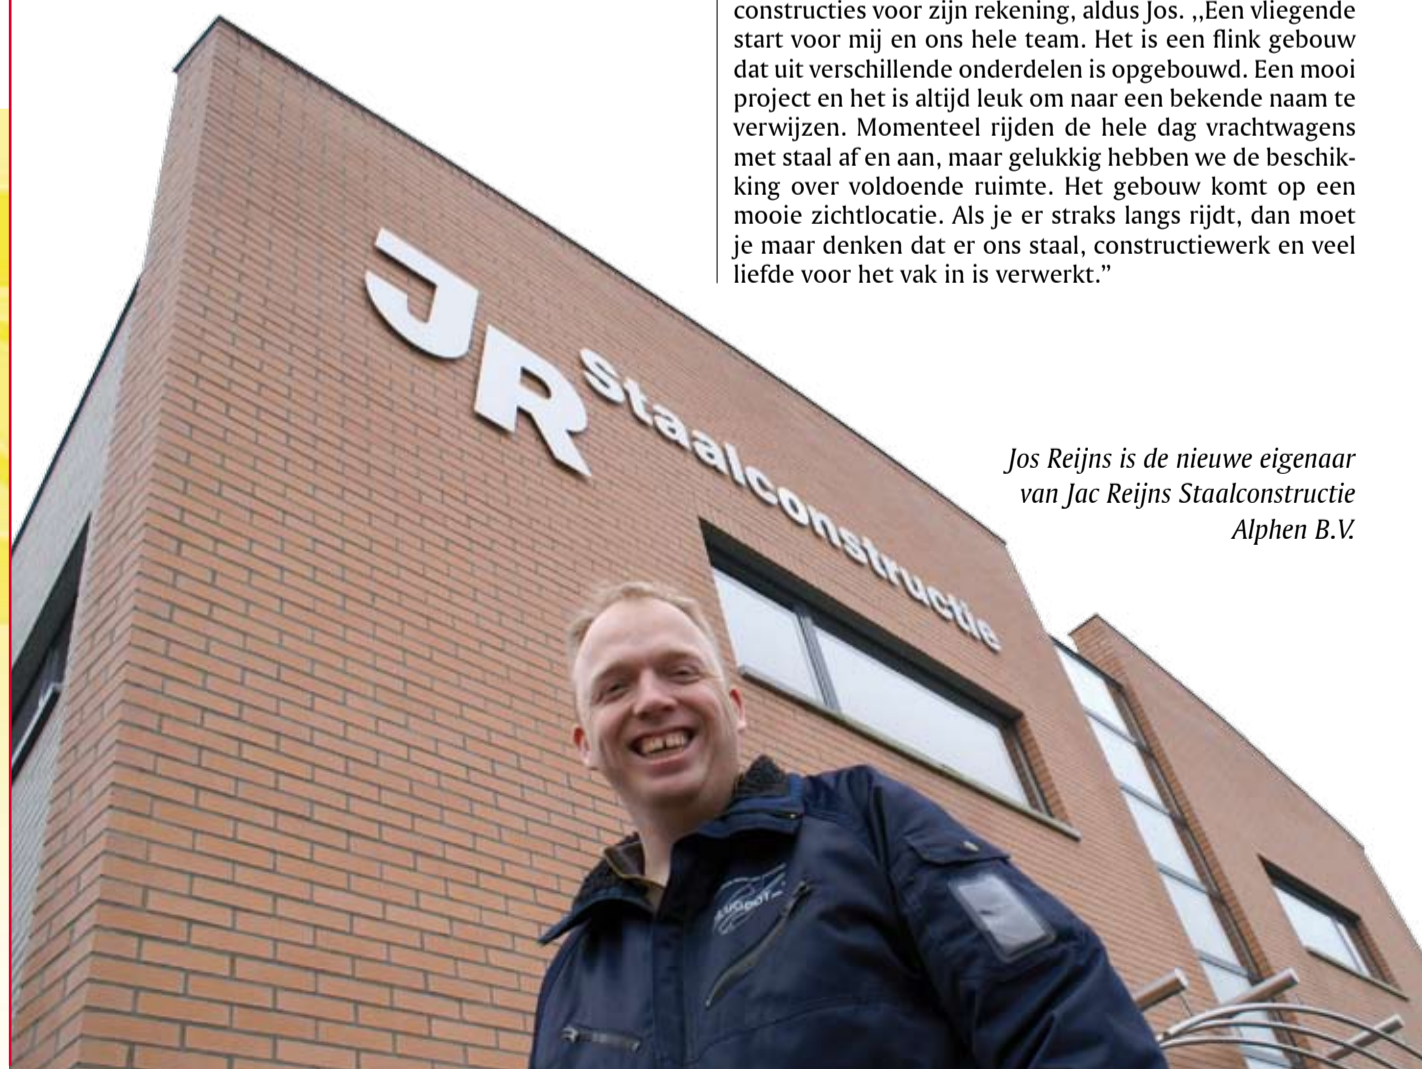 constructies voor zijn rekening, aldus Jos. ,,Een vliegende
start voor mij en ons hele team. Het is een flink gebouw
dat uit verschillende onderdelen is opgebouwd. Een mooi
project en het is altijd leuk om naar een bekende naam te
verwijzen. Momenteel rijden de hele dag vrachtwagens
met staal af en aan, maar gelukkig hebben we de beschik-
king over voldoende ruimte. Het gebouw komt op een
mooie zichtlocatie. Als je er straks langs rijdt, dan moet
je maar denken dat er ons staal, constructiewerk en veel
liefde voor het vak in is verwerkt.”
JR Staalconstructie
Jos Reijns is de nieuwe eigenaar
van Jac Reijns Staalconstructie
Alphen B.V.